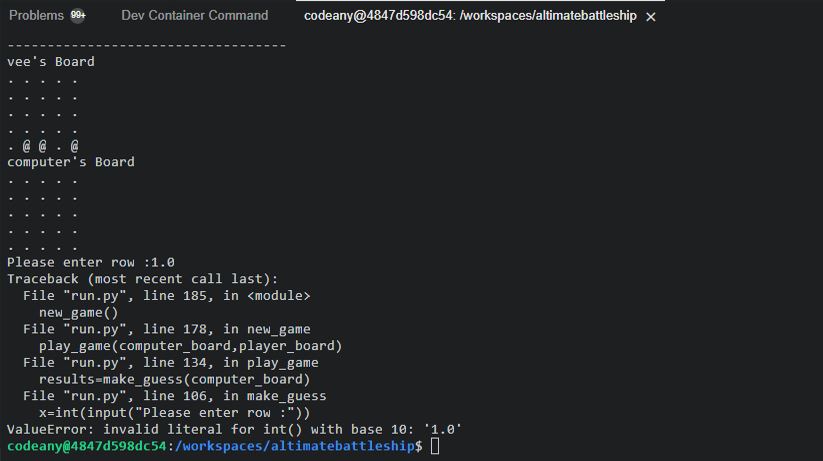 Problems 99+ Dev Container Command codeany@4847d598dc54: /workspaces/altimatebattleship ×
-----------------------------------
vee's Board
. . . . .
. . . . .
. . . . .
. . . . .
. @ @ . @
computer's Board
. . . . .
. . . . .
. . . . .
. . . . .
. . . . .
Please enter row :1.0
Traceback (most recent call last):
  File "run.py", line 185, in <module>
    new_game()
  File "run.py", line 178, in new_game
    play_game(computer_board,player_board)
  File "run.py", line 134, in play_game
    results=make_guess(computer_board)
  File "run.py", line 106, in make_guess
    x=int(input("Please enter row :"))
ValueError: invalid literal for int() with base 10: '1.0'
codeany@4847d598dc54:/workspaces/altimatebattleship$